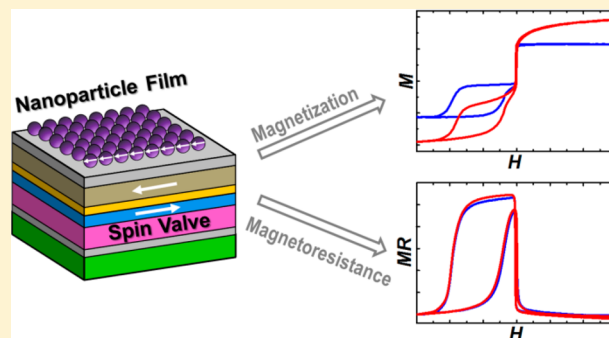 Nanoparticle Film
Spin Valve
Magnetization
Magnetoresistance
M
H
MR
H